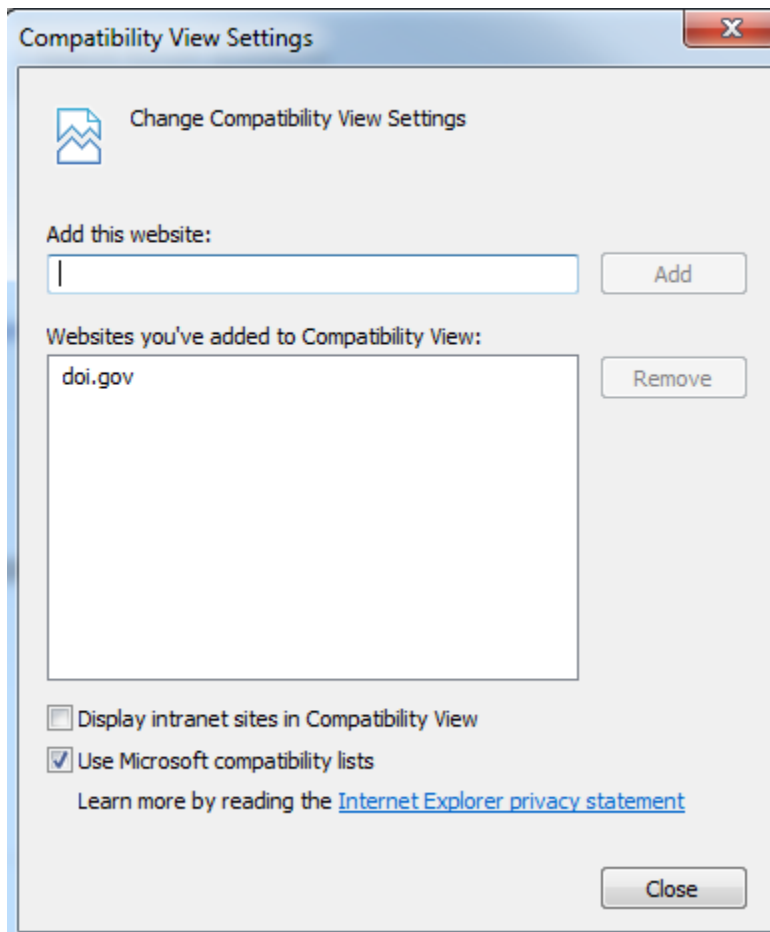 Compatibility View Settings
Change Compatibility View Settings
Add this website:
Add
Websites you've added to Compatibility View:
doi.gov
Remove
Display intranet sites in Compatibility View
Use Microsoft compatibility lists
Learn more by reading the Internet Explorer privacy statement
Close